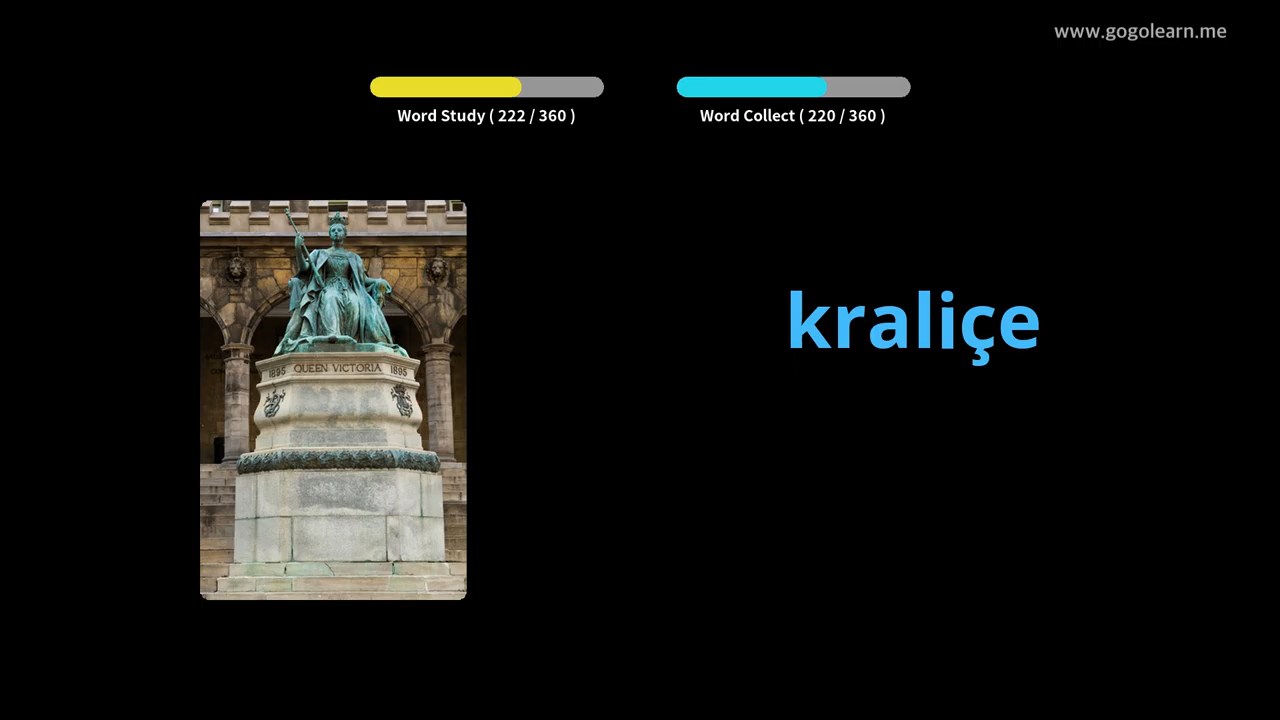 www.gogolearn.me
Word Study ( 222 / 360 )
Word Collect ( 220 / 360 )
kraliçe
1895 QUEEN VICTORIA 1895